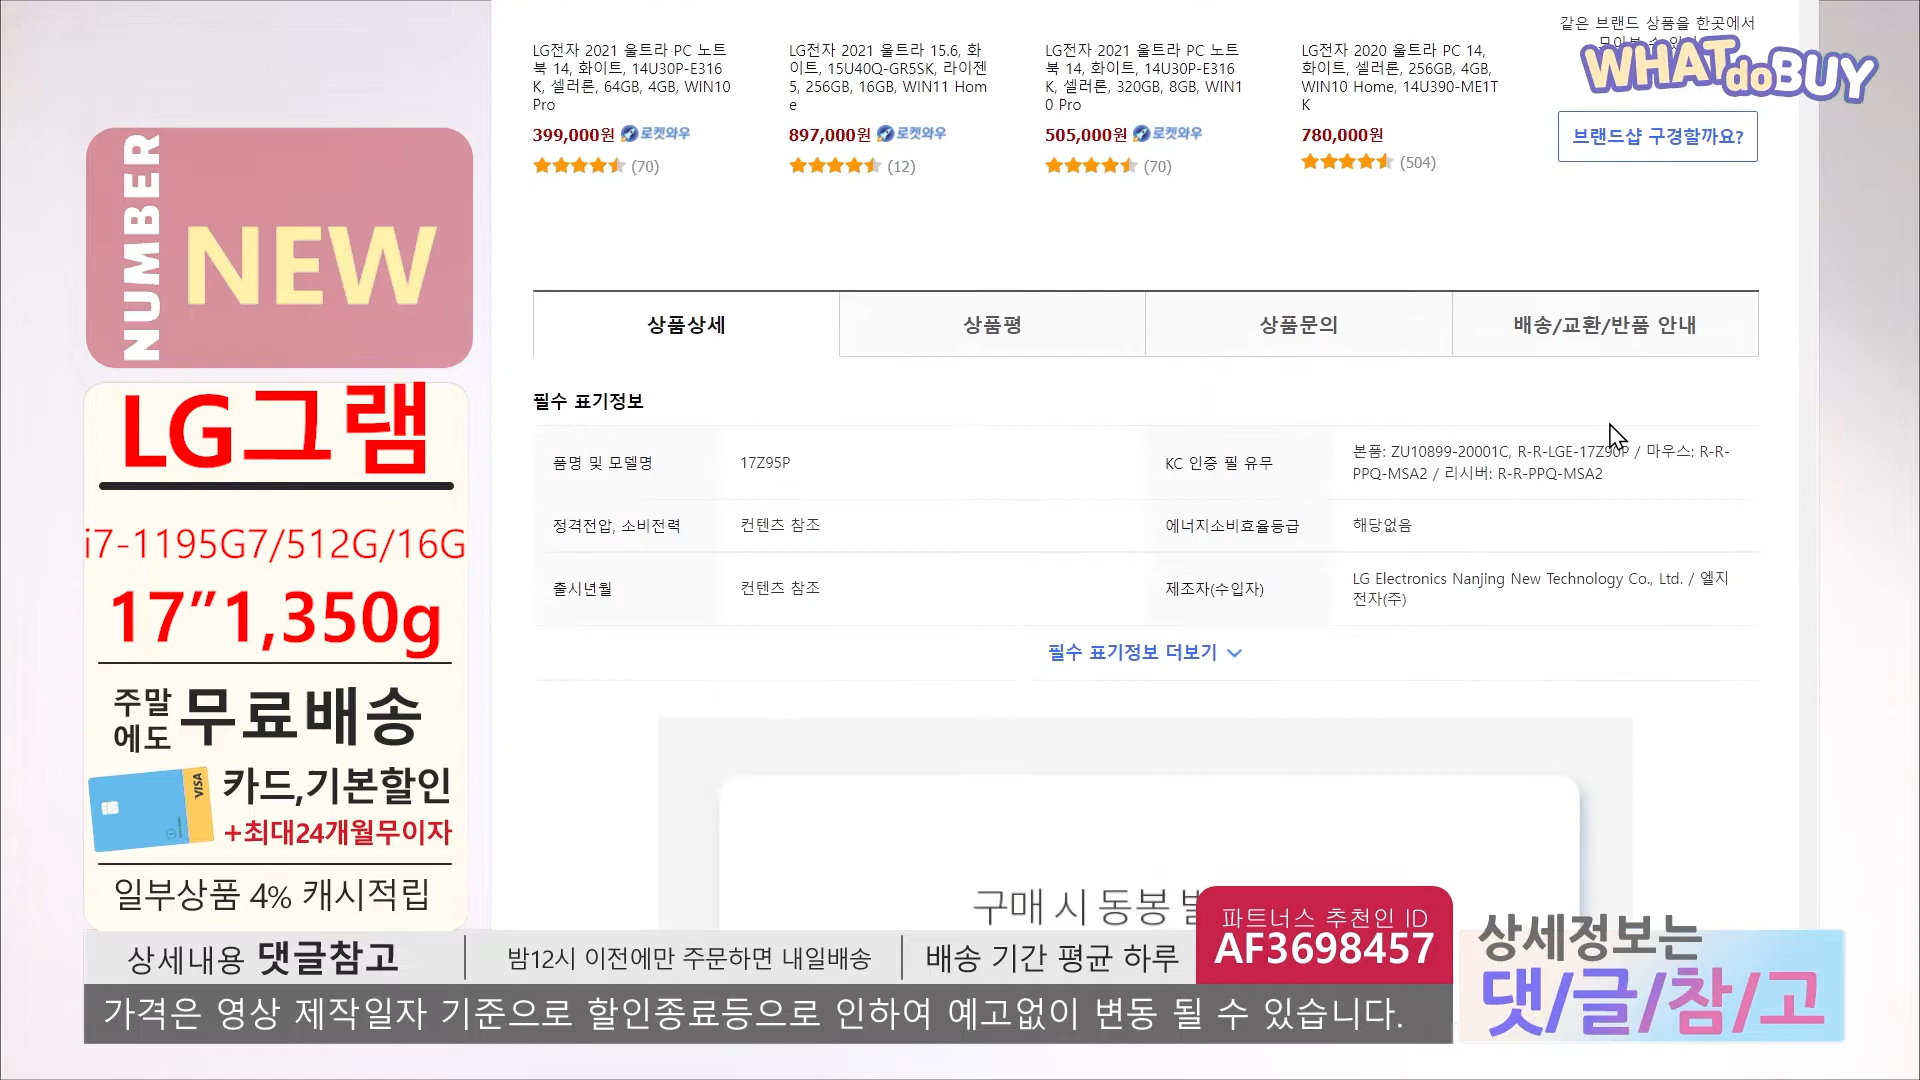 NUMBER
NEW
LG그램
i7-1195G7/512G/16G
17"1,350g
주말
에도 무료배송
VISA
카드,기본할인
+최대24개월무이자
일부상품 4% 캐시적립
LG전자 2021 울트라 PC 노트
북 14, 화이트, 14U30P-E316
K, 셀러론, 64GB, 4GB, WIN10
Pro
399,000원 로켓와우
(70)
LG전자 2021 울트라 15.6, 화
이트, 15U40Q-GR5SK, 라이젠
5, 256GB, 16GB, WIN11 Hom
e
897,000원 로켓와우
(12)
LG전자 2021 울트라 PC 노트
북 14, 화이트, 14U30P-E316
K, 셀러론, 320GB, 8GB, WIN1
0 Pro
505,000원 로켓와우
(70)
LG전자 2020 울트라 PC 14,
화이트, 셀러론, 256GB, 4GB,
WIN10 Home, 14U390-ME1T
K
780,000원
(504)
같은 브랜드 상품을 한곳에서
WHATdoBUY
브랜드샵 구경할까요?
상품상세
상품평
상품문의
배송/교환/반품 안내
필수 표기정보
품명 및 모델명
17Z95P
KC 인증 필 유무
본품: ZU10899-20001C, R-R-LGE-17Z90P / 마우스: R-R-
PPQ-MSA2 / 리시버: R-R-PPQ-MSA2
정격전압, 소비전력
컨텐츠 참조
에너지소비효율등급
해당없음
출시년월
컨텐츠 참조
제조자(수입자)
LG Electronics Nanjing New Technology Co., Ltd. / 엘지
전자(주)
필수 표기정보 더보기
구매 시 동봉
상세내용 댓글참고
밤12시 이전에만 주문하면 내일배송
배송 기간 평균 하루
파트너스 추천인 ID
AF3698457
가격은 영상 제작일자 기준으로 할인종료등으로 인하여 예고없이 변동 될 수 있습니다.
상세정보는
댓/글/참/고